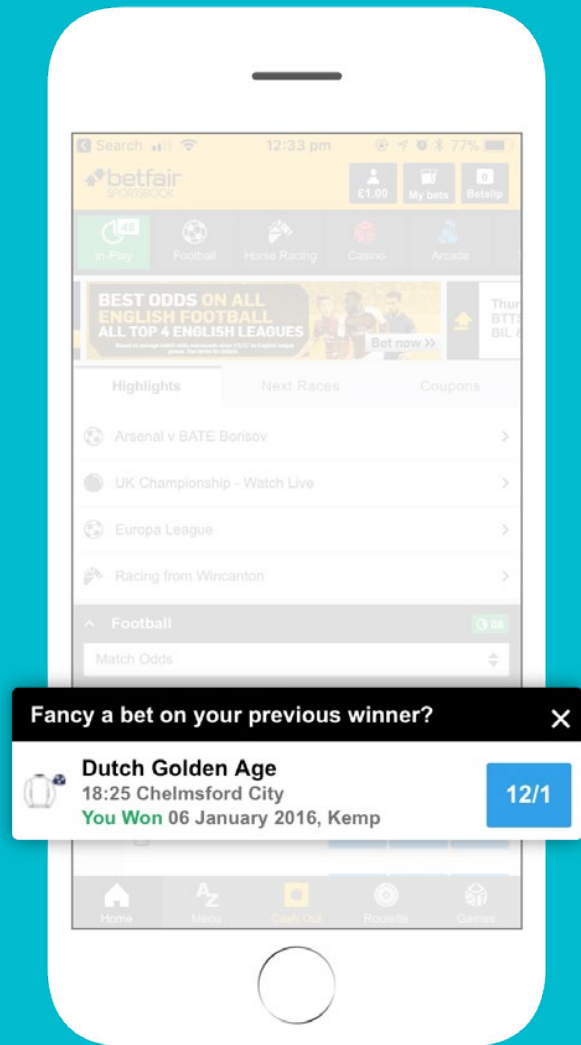 Search 12:33 pm 77%
betfair
SPORTSBOOK
£1.00 My bets 0 Betslip
48
In-Play Football Horse Racing Casino Arcade
BEST ODDS ON ALL
ENGLISH FOOTBALL
ALL TOP 4 ENGLISH LEAGUES
Bet now
Thur
BTTS
BIL &
Highlights Next Races Coupons
Arsenal v BATE Borisov
UK Championship - Watch Live
Europa League
Racing from Wincanton
Football
Match Odds
Fancy a bet on your previous winner?
Dutch Golden Age
18:25 Chelmsford City
You Won 06 January 2016, Kemp
12/1
AZ
Home Menu Cash Out Roulette Games